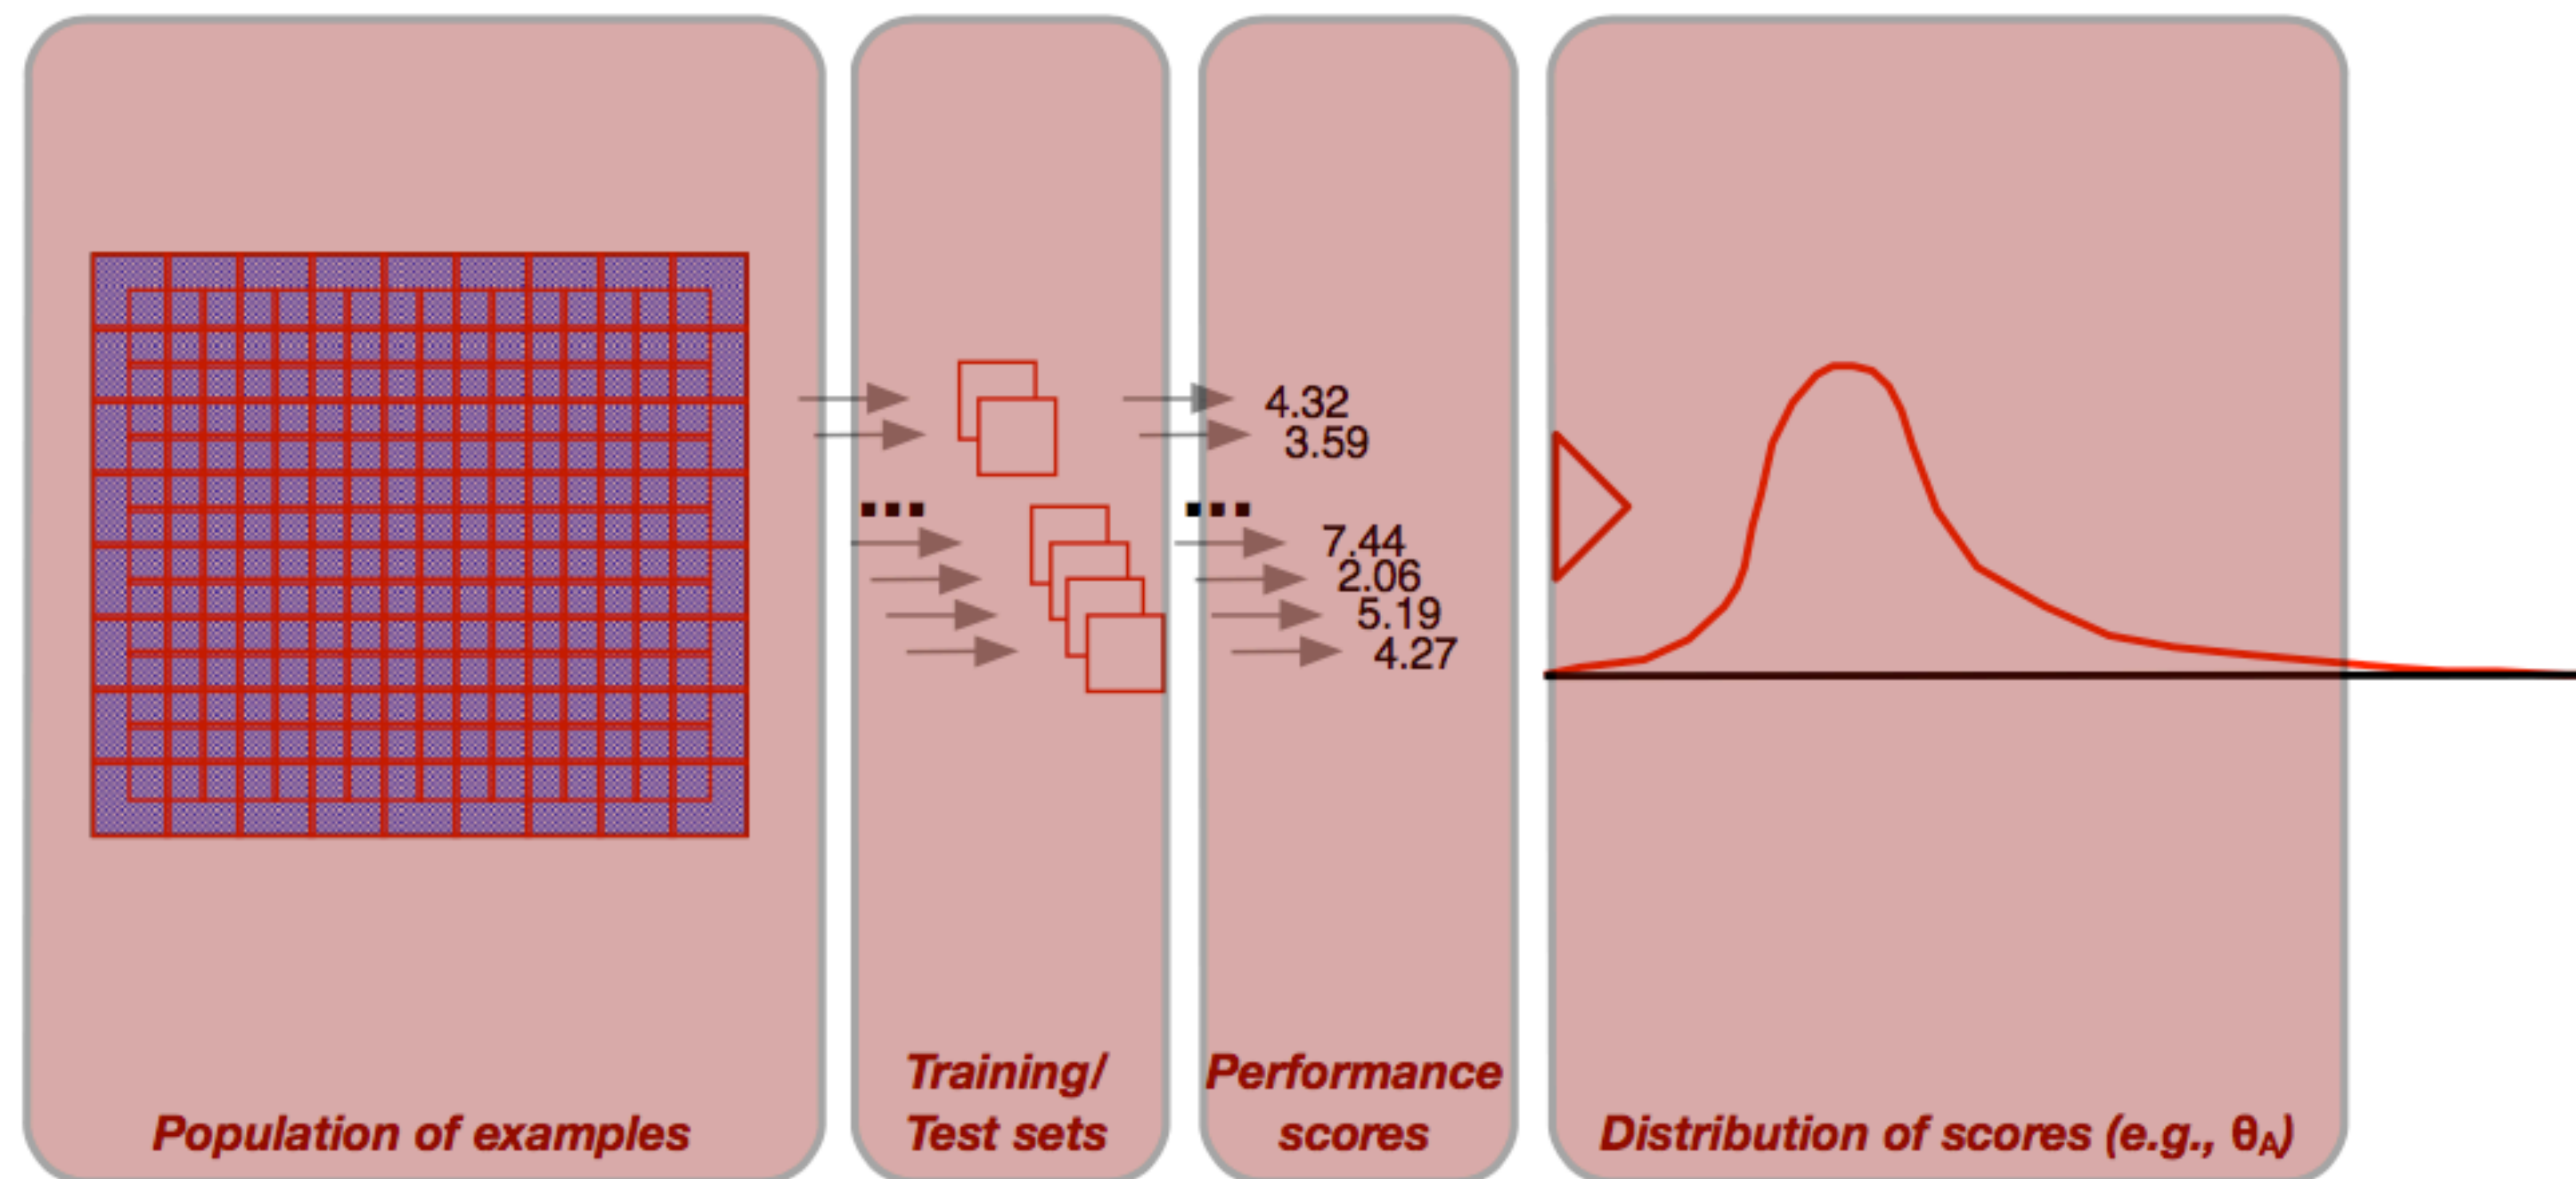 4.32
3.59
...
...
7.44
2.06
5.19
4.27
Population of examples
Training/
Test sets
Performance
scores
Distribution of scores (e.g., θA)